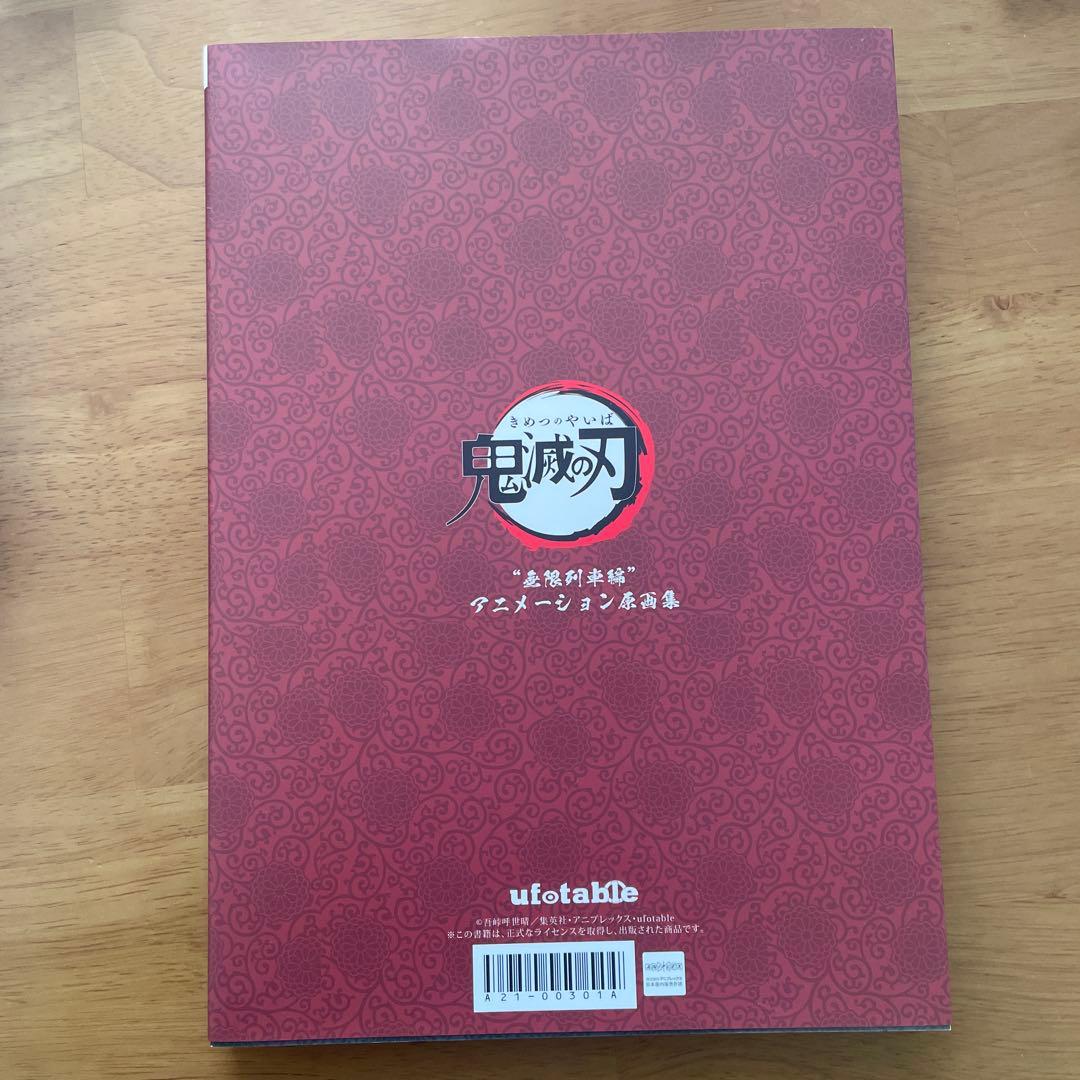 きめつのやいば
鬼滅の刃
“無限列車編”
アニメーション原画集
ufotable
©吾峠呼世晴／集英社・アニプレックス・ufotable
※この書籍は、正式なライセンスを取得し、出版された商品です。
A21-00301A